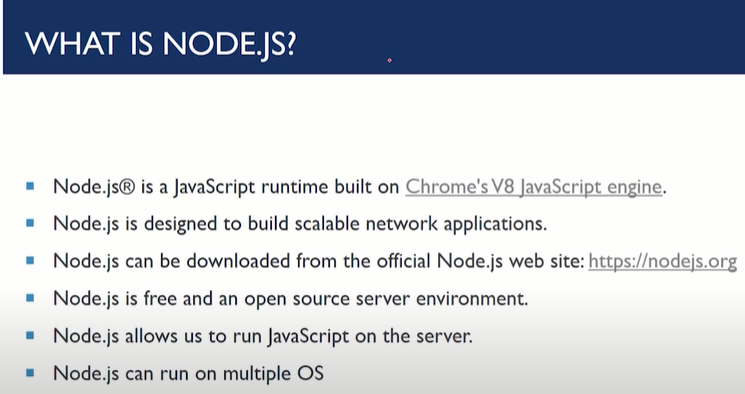 WHAT IS NODE.JS?
Node.js® is a JavaScript runtime built on Chrome's V8 JavaScript engine.
Node.js is designed to build scalable network applications.
Node.js can be downloaded from the official Node.js web site: https://nodejs.org
Node.js is free and an open source server environment.
Node.js allows us to run JavaScript on the server.
Node.js can run on multiple OS